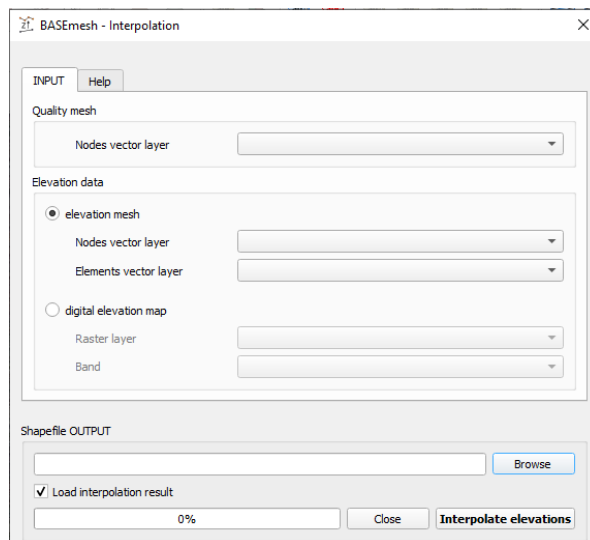 BASEmesh - Interpolation
INPUT Help
Quality mesh
Nodes vector layer
Elevation data
elevation mesh
Nodes vector layer
Elements vector layer
digital elevation map
Raster layer
Band
Shapefile OUTPUT
Browse
Load interpolation result
0% Close Interpolate elevations